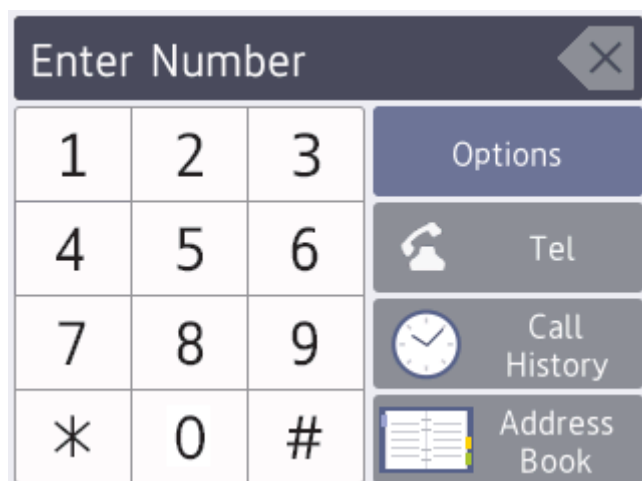 Enter Number
1 2 3 Options
4 5 6 Tel
7 8 9 Call
History
* 0 # Address
Book